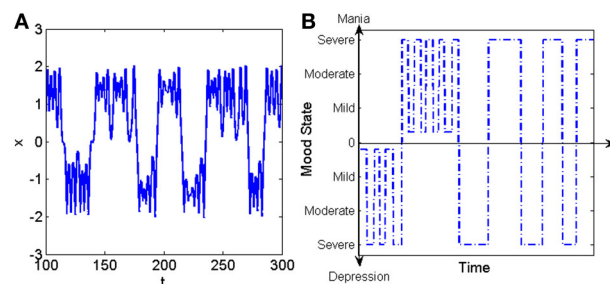 A
3
2
1
0
-1
-2
-3
x
100
150
200
250
300
t
B
Mania
Severe
Moderate
Mild
0
Mild
Moderate
Severe
Mood State
Depression
Time